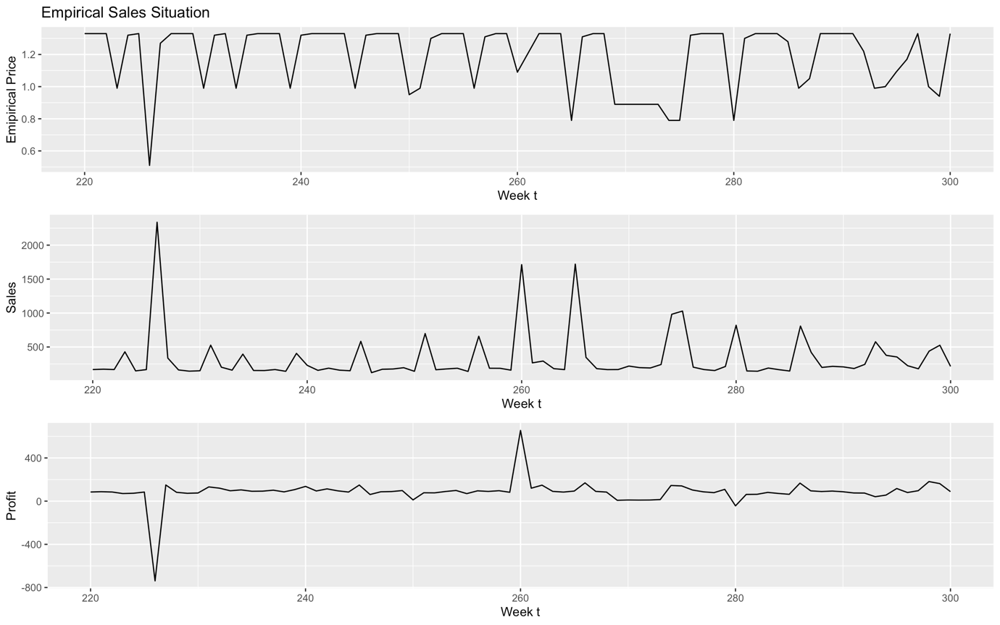 Empirical Sales Situation
Emipirical Price
1.2
1.0
0.8
0.6
220 240 260 280 300
Week t
Sales
2000
1500
1000
500
220 240 260 280 300
Week t
Profit
400
0
-400
-800
220 240 260 280 300
Week t